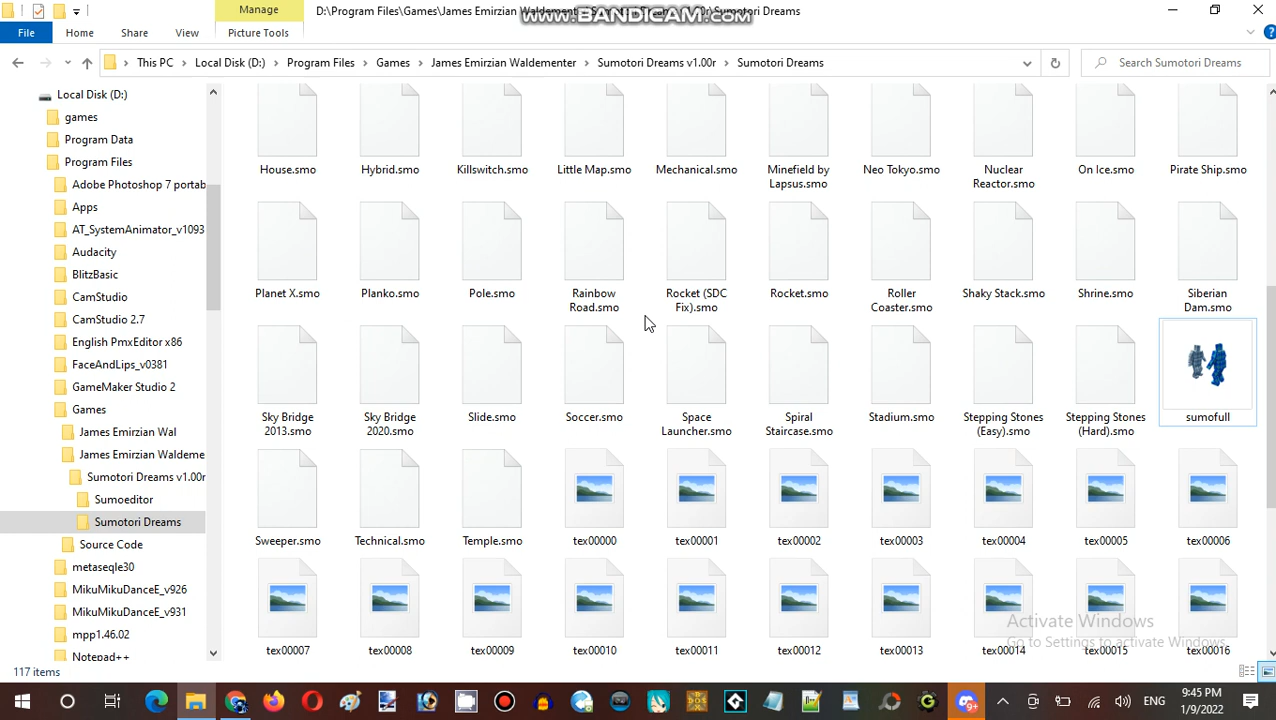 Manage
D:\Program Files\Games\James Emirzian Waldementer\Sumotori Dreams v1.00r\Sumotori Dreams
www.BANDICAM.com
File
Home
Share
View
Picture Tools
This PC
Local Disk (D:)
Program Files
Games
James Emirzian Waldementer
Sumotori Dreams v1.00r
Sumotori Dreams
Search Sumotori Dreams
Local Disk (D:)
games
Program Data
Program Files
Adobe Photoshop 7 portab
Apps
AT_SystemAnimator_v1093
Audacity
BlitzBasic
CamStudio
CamStudio 2.7
English PmxEditor x86
FaceAndLips_v0381
GameMaker Studio 2
Games
James Emirzian Wal
James Emirzian Waldeme
Sumotori Dreams v1.00r
Sumoeditor
Sumotori Dreams
Source Code
metaseqle30
MikuMikuDanceE_v926
MikuMikuDanceE_v931
mpp1.46.02
Notepad++
House.smo
Hybrid.smo
Killswitch.smo
Little Map.smo
Mechanical.smo
Minefield by
Lapsus.smo
Neo Tokyo.smo
Nuclear
Reactor.smo
On Ice.smo
Pirate Ship.smo
Planet X.smo
Planko.smo
Pole.smo
Rainbow
Road.smo
Rocket (SDC
Fix).smo
Rocket.smo
Roller
Coaster.smo
Shaky Stack.smo
Shrine.smo
Siberian
Dam.smo
Sky Bridge
2013.smo
Sky Bridge
2020.smo
Slide.smo
Soccer.smo
Space
Launcher.smo
Spiral
Staircase.smo
Stadium.smo
Stepping Stones
(Easy).smo
Stepping Stones
(Hard).smo
sumofull
Sweeper.smo
Technical.smo
Temple.smo
tex00000
tex00001
tex00002
tex00003
tex00004
tex00005
tex00006
tex00007
tex00008
tex00009
tex00010
tex00011
tex00012
tex00013
tex00014
tex00015
tex00016
Activate Windows
Go to Settings to activate Windows.
117 items
9+
ENG
9:45 PM
1/9/2022